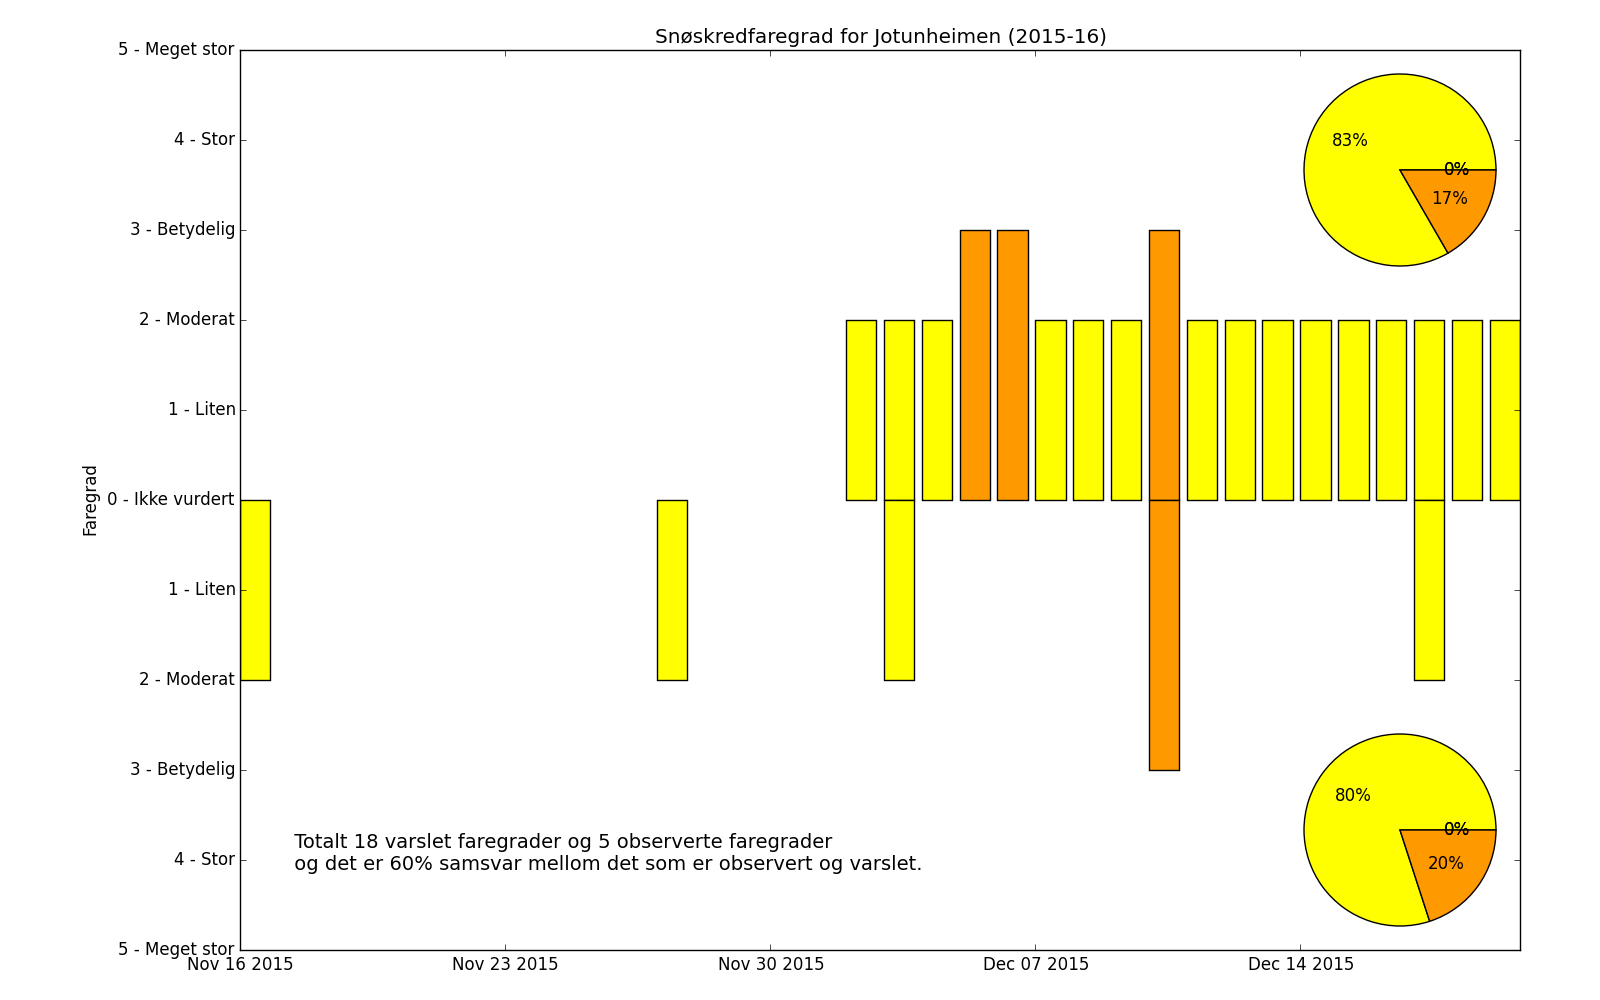 Snøskredfaregrad for Jotunheimen (2015-16)
5 - Meget stor
4 - Stor
3 - Betydelig
2 - Moderat
1 - Liten
0 - Ikke vurdert
1 - Liten
2 - Moderat
3 - Betydelig
4 - Stor
5 - Meget stor
Faregrad
83%
0%
17%
80%
0%
20%
Totalt 18 varslet faregrader og 5 observerte faregrader
og det er 60% samsvar mellom det som er observert og varslet.
Nov 16 2015
Nov 23 2015
Nov 30 2015
Dec 07 2015
Dec 14 2015